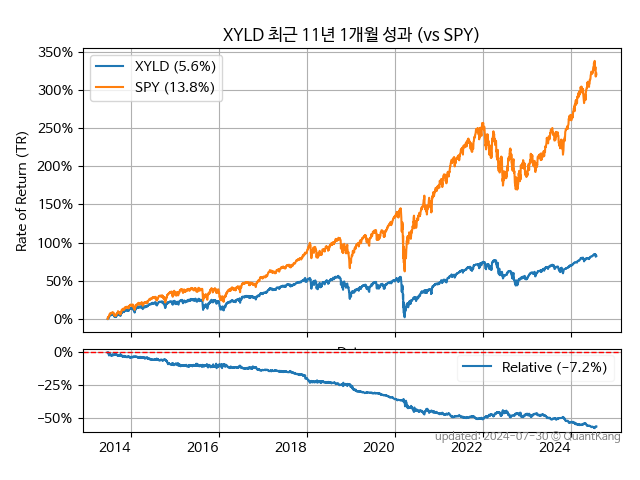 XYLD 최근 11년 1개월 성과 (vs SPY)
350%
300%
250%
200%
150%
100%
50%
0%
Rate of Return (TR)
XYLD (5.6%)
SPY (13.8%)
0%
−25%
−50%
Relative (−7.2%)
2014
2016
2018
2020
2022
2024
updated: 2024-07-30 © QuantKang